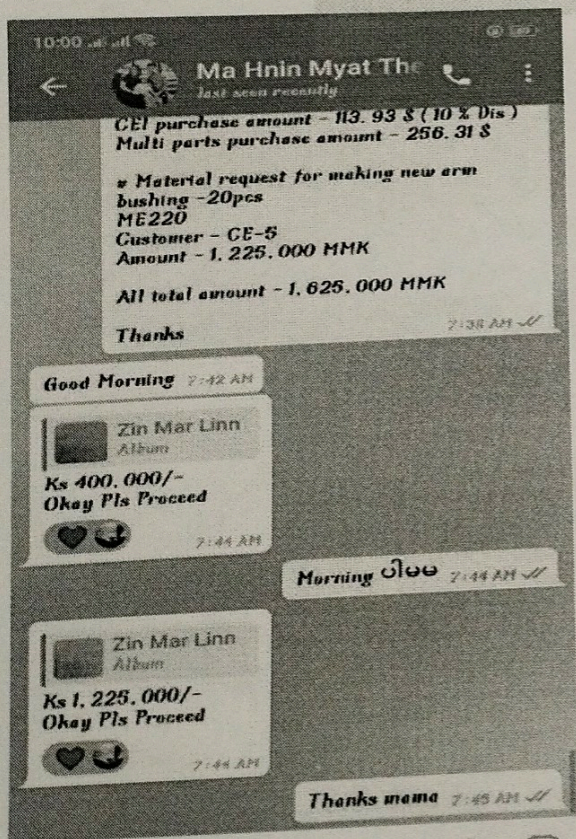 10:00
Ma Hnin Myat The
last seen recently
CEI purchase amount - 113.93 $ (10 % Dis)
Multi parts purchase amount - 256.31 $
# Material request for making new arm
bushing -20pcs
ME220
Customer - CE-5
Amount - 1,225,000 MMK
All total amount - 1,625,000 MMK
Thanks
7:38 AM
Good Morning 7:42 AM
Zin Mar Linn
Album
Ks 400,000/-
Okay Pls Proceed
7:44 AM
Morning ပါမမ 7:44 AM
Zin Mar Linn
Album
Ks 1,225,000/-
Okay Pls Proceed
7:44 AM
Thanks mama 7:45 AM